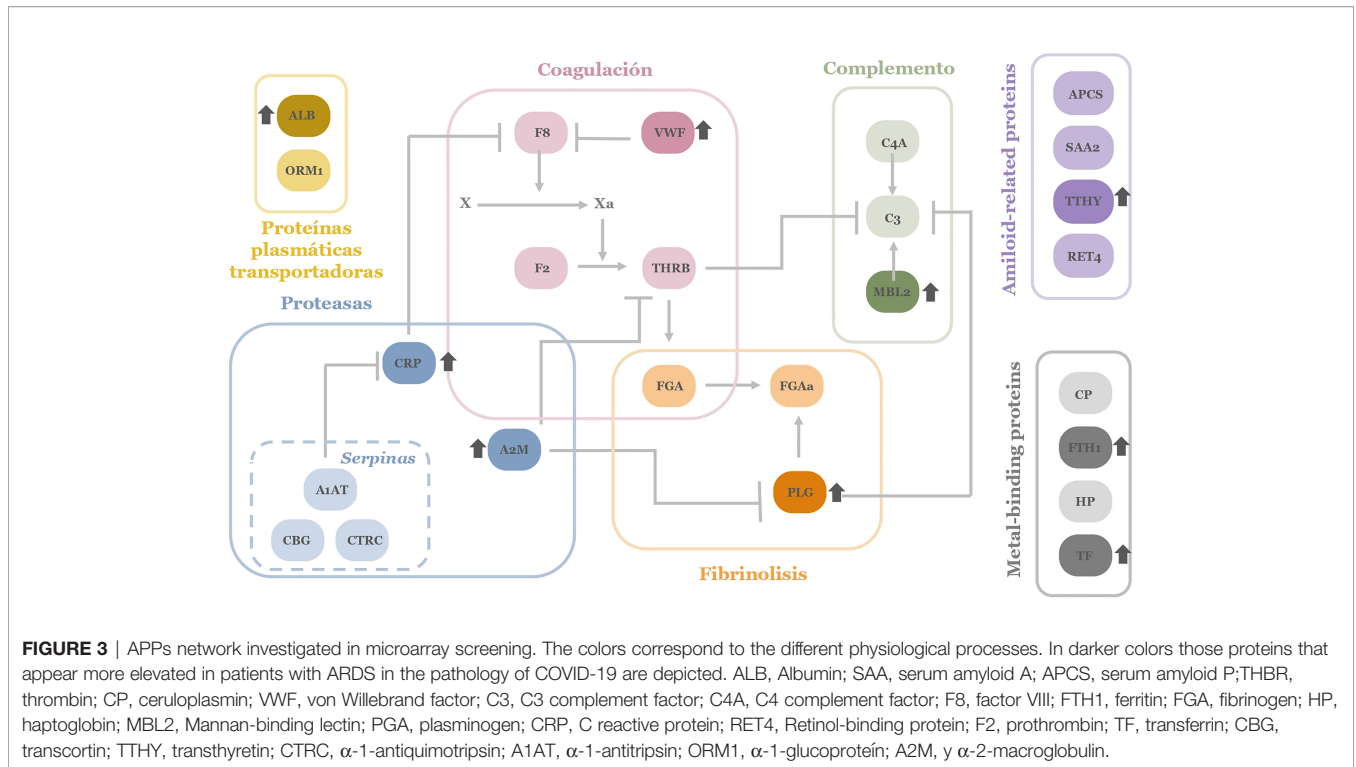 Coagulación
Complemento
ALB
ORM1
Proteínas
plasmáticas
transportadoras
F8
VWF
X
Xa
F2
THRB
C4A
C3
MBL2
Amiloid-related proteins
APCS
SAA2
TTHY
RET4
Proteasas
CRP
Serpinas
A1AT
CBG
CTRC
A2M
FGA
FGAa
PLG
Fibrinolisis
Metal-binding proteins
CP
FTH1
HP
TF
FIGURE 3 | APPs network investigated in microarray screening. The colors correspond to the different physiological processes. In darker colors those proteins that
appear more elevated in patients with ARDS in the pathology of COVID-19 are depicted. ALB, Albumin; SAA, serum amyloid A; APCS, serum amyloid P;THBR,
thrombin; CP, ceruloplasmin; VWF, von Willebrand factor; C3, C3 complement factor; C4A, C4 complement factor; F8, factor VIII; FTH1, ferritin; FGA, fibrinogen; HP,
haptoglobin; MBL2, Mannan-binding lectin; PGA, plasminogen; CRP, C reactive protein; RET4, Retinol-binding protein; F2, prothrombin; TF, transferrin; CBG,
transcortin; TTHY, transthyretin; CTRC, α-1-antiquimotripsin; A1AT, α-1-antitripsin; ORM1, α-1-glucoproteín; A2M, y α-2-macroglobulin.